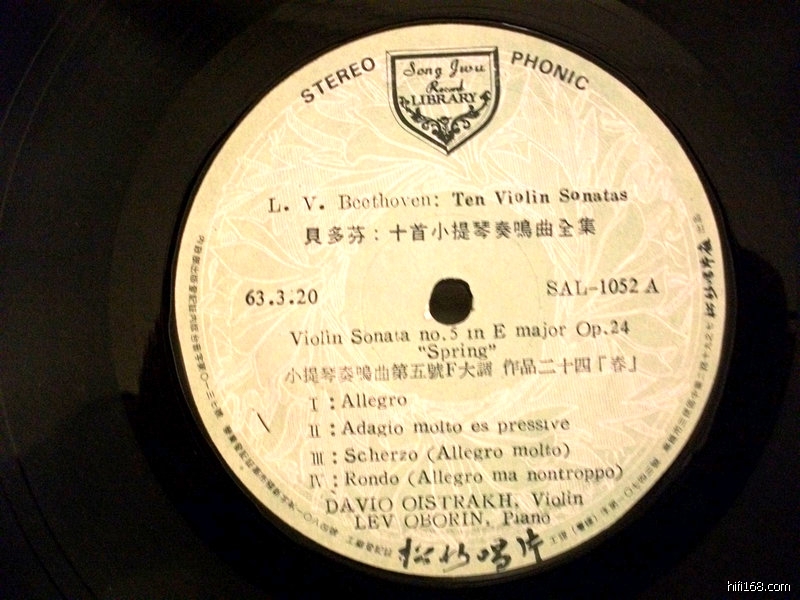 STEREO PHONIC
Song Jwu
Record
LIBRARY
L. V. Beethoven: Ten Violin Sonatas
貝多芬：十首小提琴奏鳴曲全集
63.3.20
SAL-1052 A
Violin Sonata no.5 in E major Op.24
"Spring"
小提琴奏鳴曲第五號F大調 作品二十四「春」
I : Allegro
II : Adagio molto es pressive
III : Scherzo (Allegro molto)
IV : Rondo (Allegro ma nontroppo)
DAVIO OISTRAKH. Violin
LEV OBORIN. Piano
松竹唱片
hifi168.com